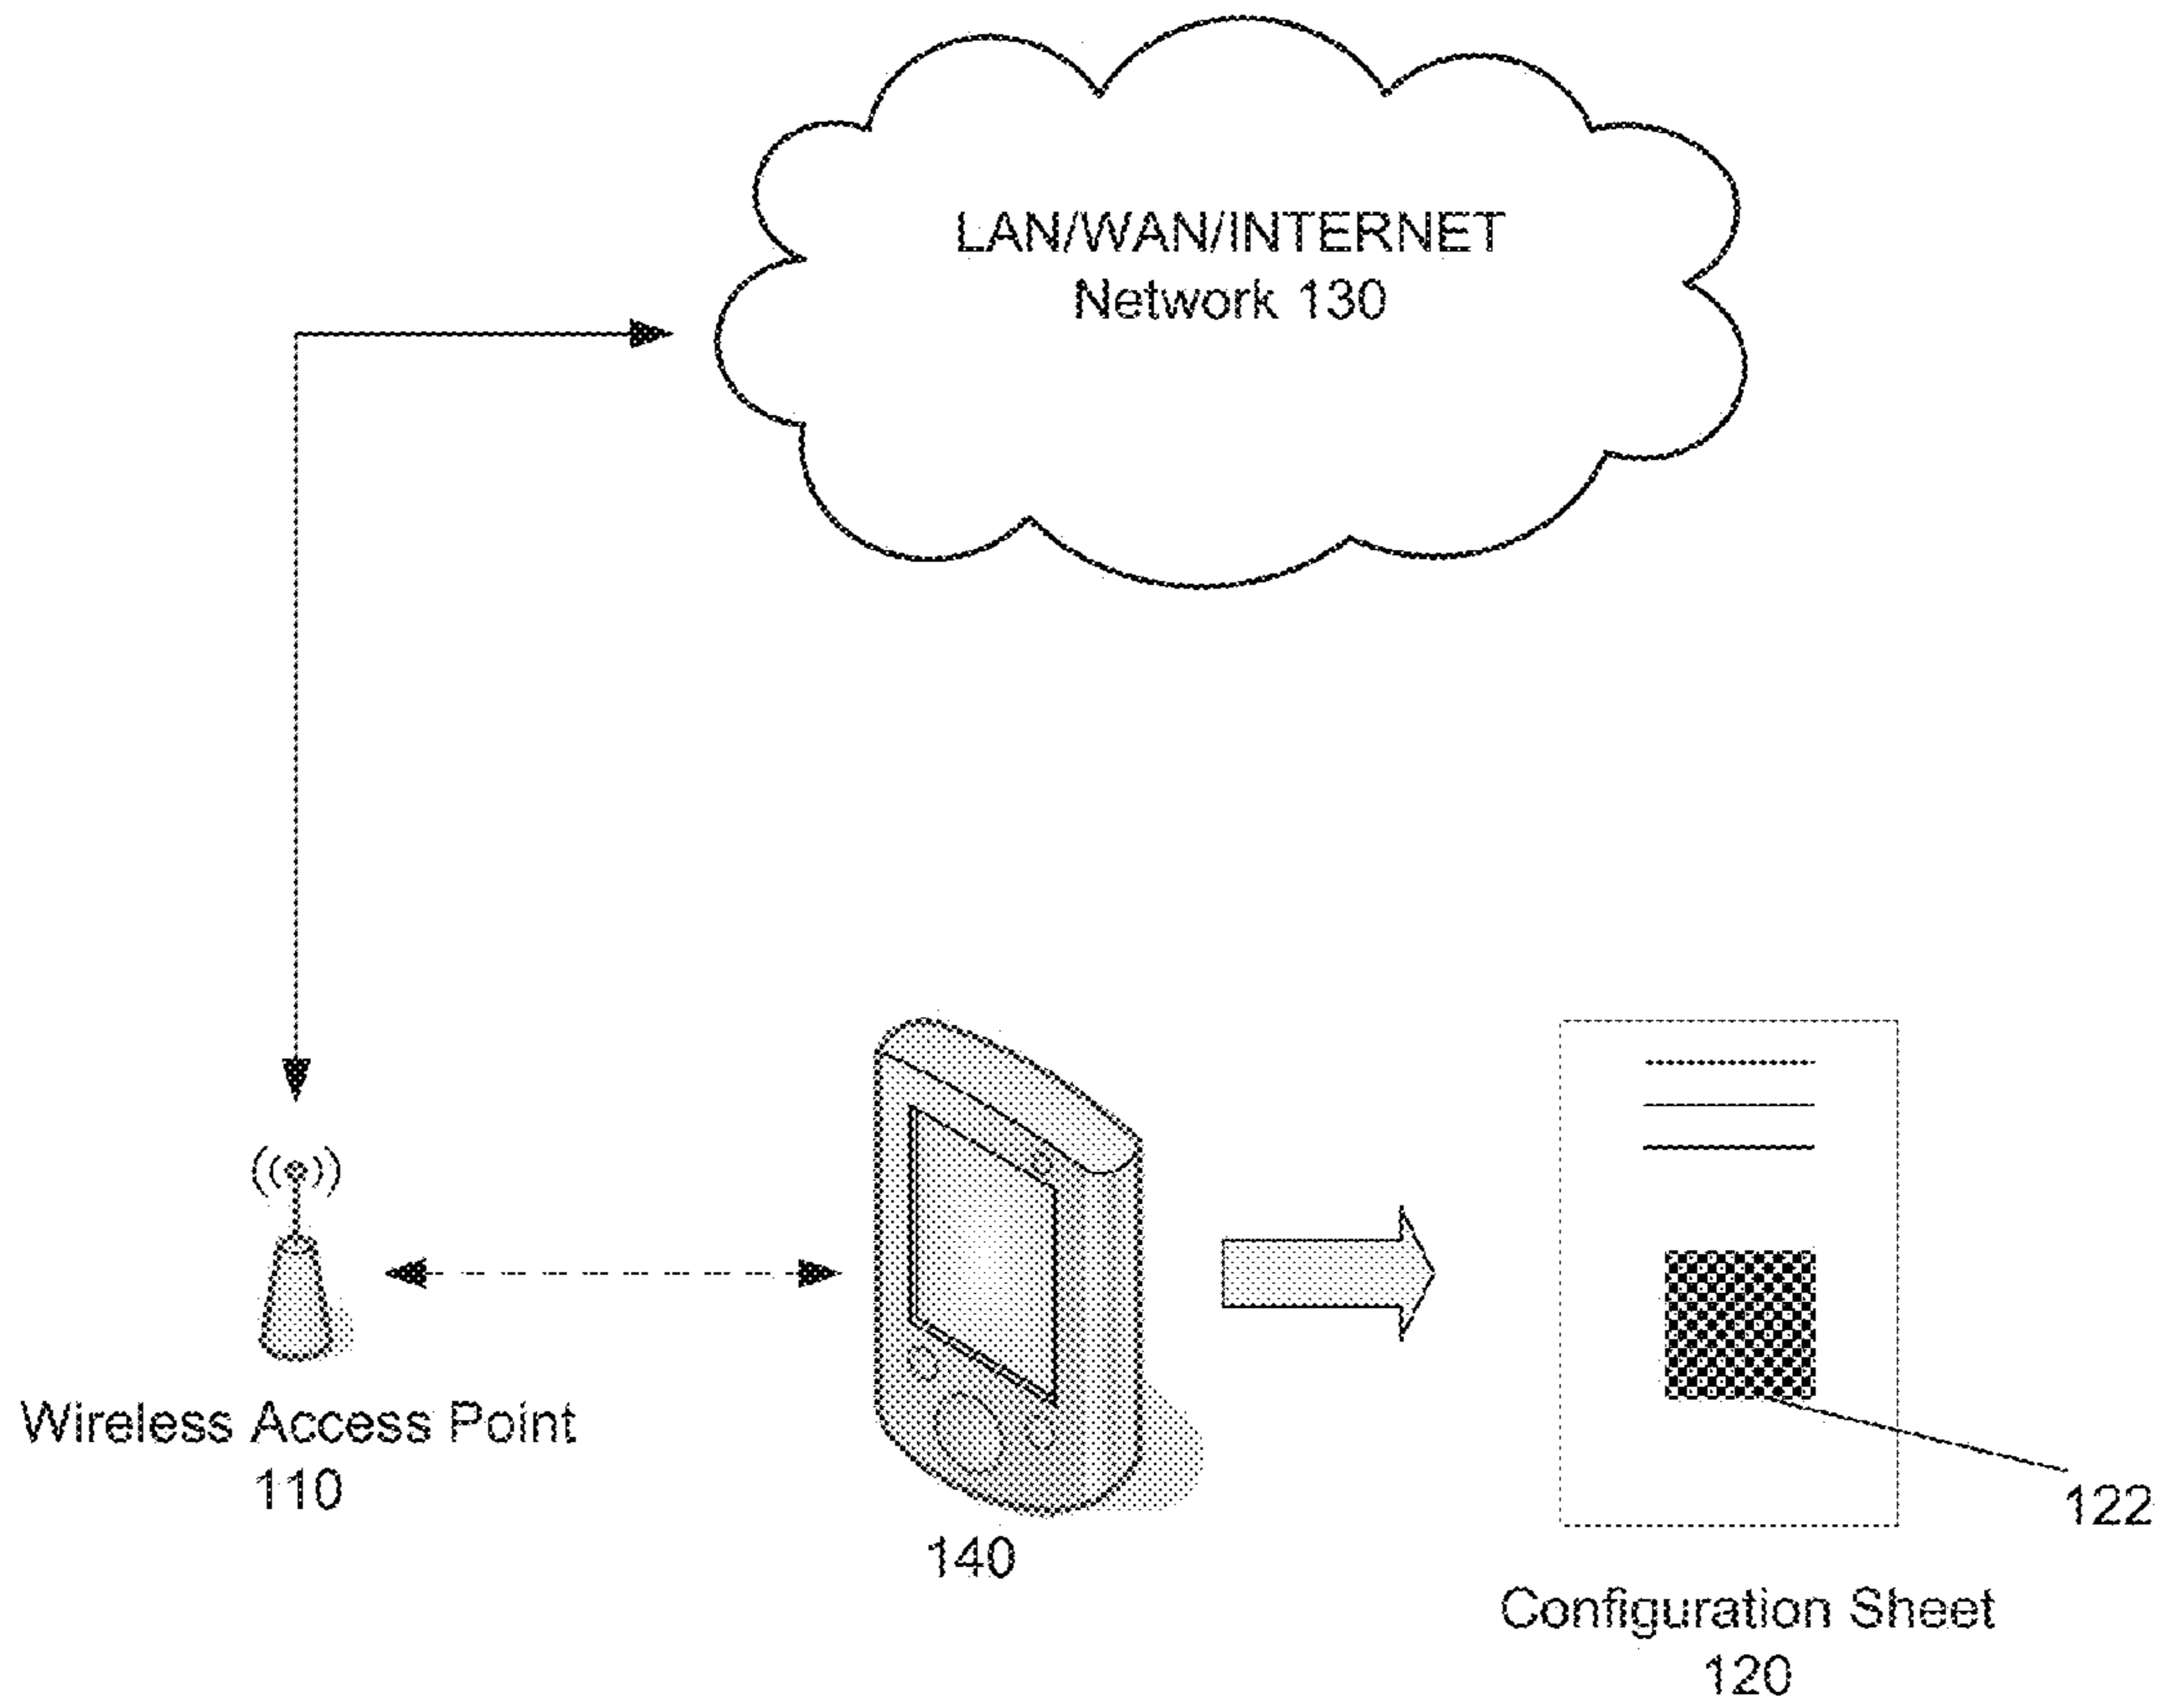 LAN/WAN/INTERNET
Network 130
Wireless Access Point
110
140
122
Configuration Sheet
120